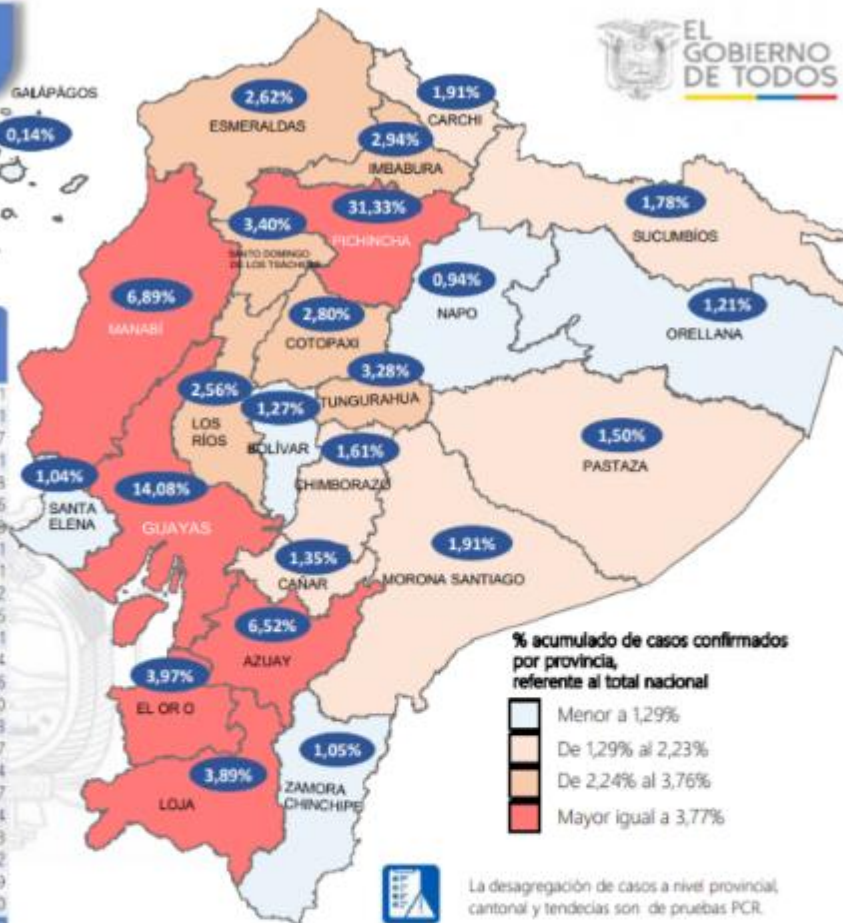 EL
GOBIERNO
DE TODOS
GALÁPAGOS
0,14%
2,62%
ESMERALDAS
1,91%
CARCHI
2,94%
IMBABURA
31,33%
PICHINCHA
1,78%
SUCUMBÍOS
3,40%
SANTO DOMINGO
DE LOS TSÁCHILAS
6,89%
MANABÍ
0,94%
NAPO
1,21%
ORELLANA
2,80%
COTOPAXI
3,28%
TUNGURAHUA
2,56%
LOS
RÍOS
1,27%
BOLÍVAR
1,61%
CHIMBORAZO
1,50%
PASTAZA
1,04%
SANTA
ELENA
14,08%
GUAYAS
1,35%
CAÑAR
1,91%
MORONA SANTIAGO
6,52%
AZUAY
3,97%
EL OR O
3,89%
LOJA
1,05%
ZAMORA
CHINCHIPE
% acumulado de casos confirmados
por provincia,
referente al total nacional
Menor a 1,29%
De 1,29% al 2,23%
De 2,24% al 3,76%
Mayor igual a 3,77%
La desagregación de casos a nivel provincial,
cantonal y tendecias son de pruebas PCR.